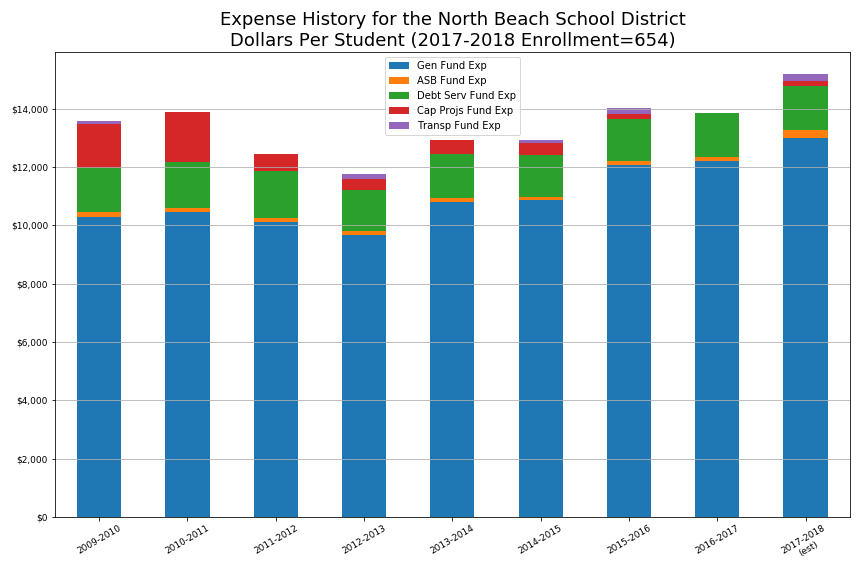 Expense History for the North Beach School District
Dollars Per Student (2017-2018 Enrollment=654)
Gen Fund Exp
ASB Fund Exp
Debt Serv Fund Exp
Cap Projs Fund Exp
Transp Fund Exp
$14,000
$12,000
$10,000
$8,000
$6,000
$4,000
$2,000
$0
2009-2010
2010-2011
2011-2012
2012-2013
2013-2014
2014-2015
2015-2016
2016-2017
2017-2018
(est)